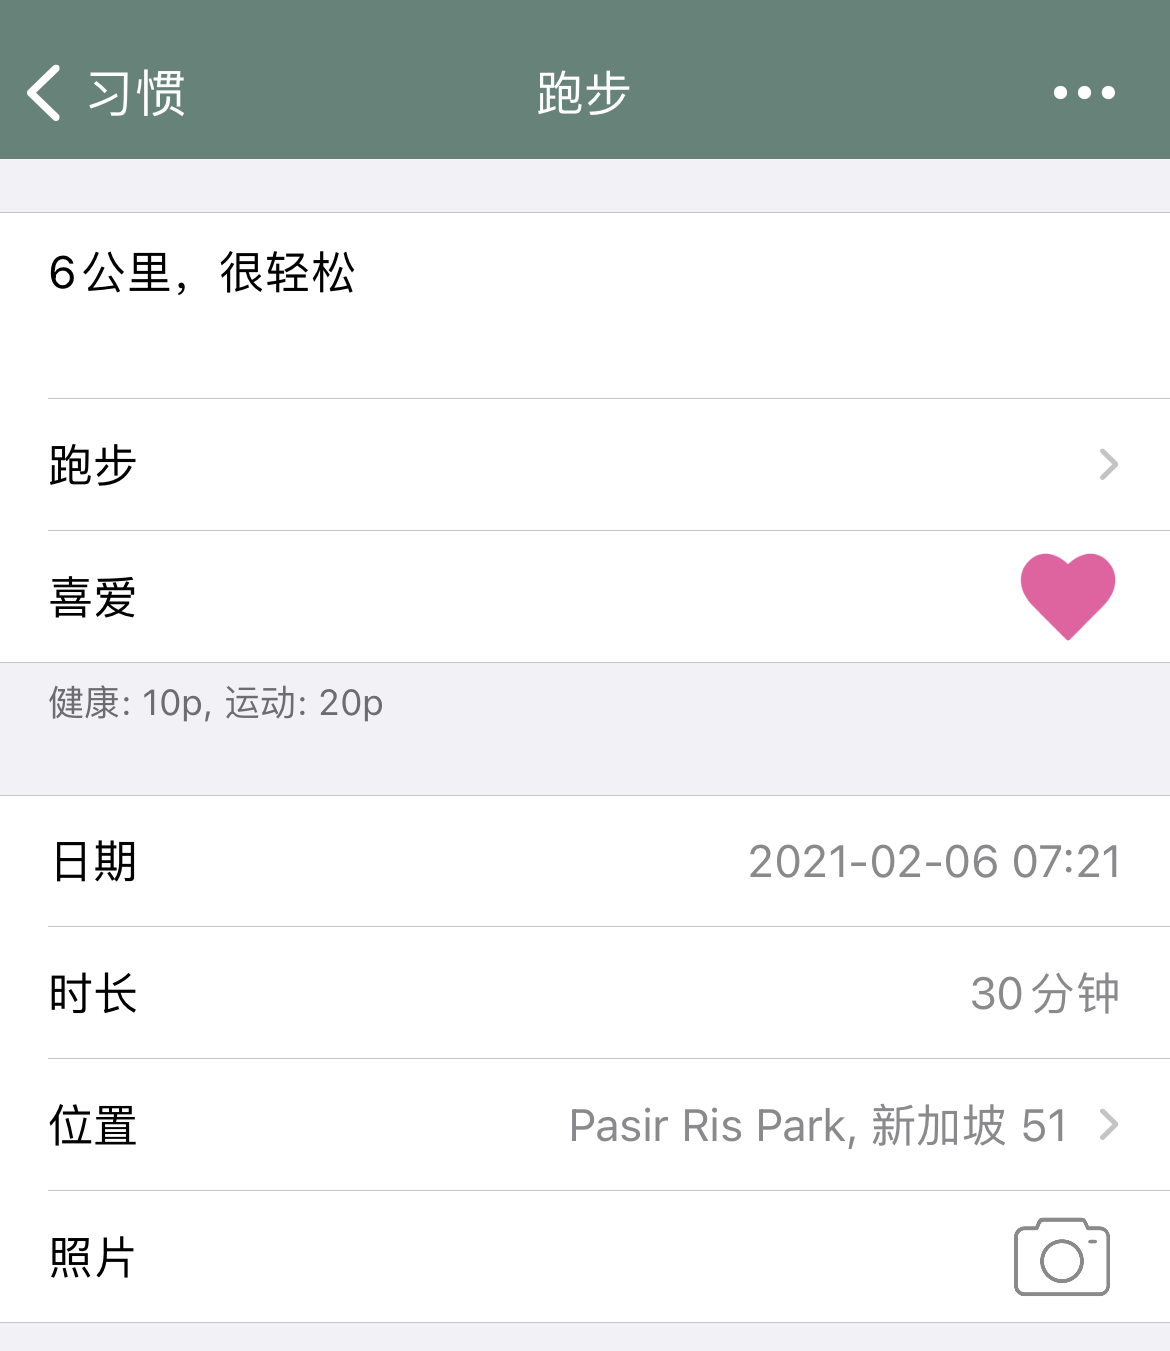 习惯
跑步
6公里，很轻松
跑步
喜爱
健康: 10p, 运动: 20p
日期 2021-02-06 07:21
时长 30分钟
位置 Pasir Ris Park, 新加坡 51
照片